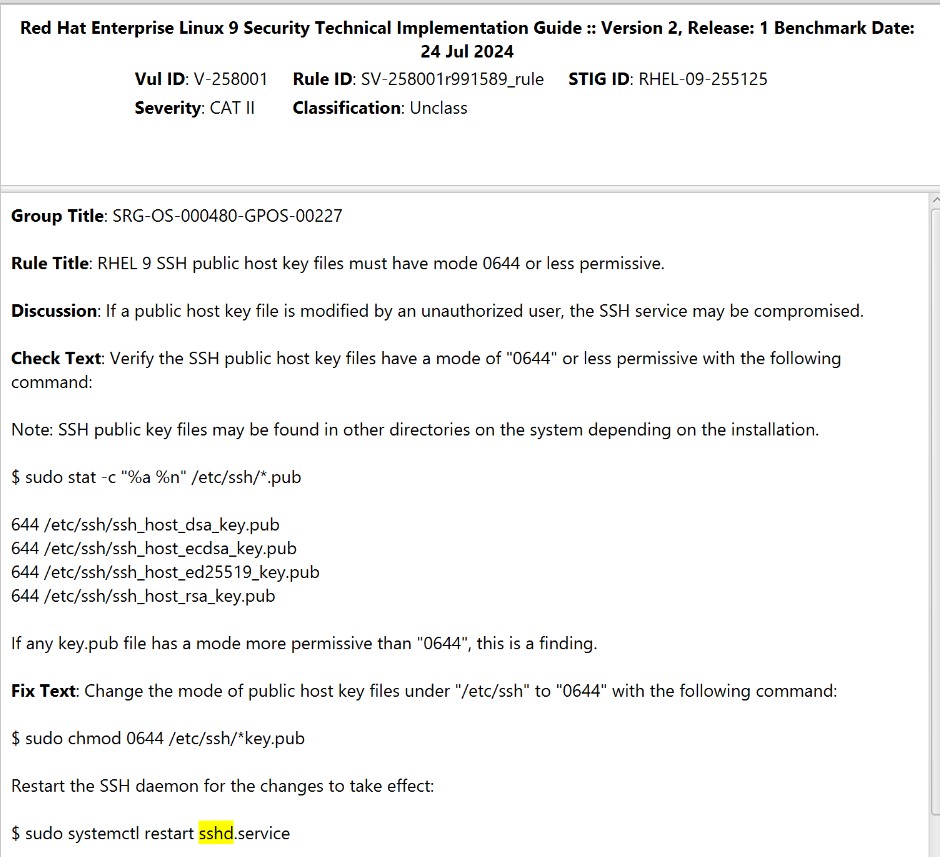 Red Hat Enterprise Linux 9 Security Technical Implementation Guide :: Version 2, Release: 1 Benchmark Date:
24 Jul 2024
Vul ID: V-258001 Rule ID: SV-258001r991589_rule STIG ID: RHEL-09-255125
Severity: CAT II Classification: Unclass
Group Title: SRG-OS-000480-GPOS-00227
Rule Title: RHEL 9 SSH public host key files must have mode 0644 or less permissive.
Discussion: If a public host key file is modified by an unauthorized user, the SSH service may be compromised.
Check Text: Verify the SSH public host key files have a mode of "0644" or less permissive with the following
command:
Note: SSH public key files may be found in other directories on the system depending on the installation.
$ sudo stat -c "%a %n" /etc/ssh/*.pub
644 /etc/ssh/ssh_host_dsa_key.pub
644 /etc/ssh/ssh_host_ecdsa_key.pub
644 /etc/ssh/ssh_host_ed25519_key.pub
644 /etc/ssh/ssh_host_rsa_key.pub
If any key.pub file has a mode more permissive than "0644", this is a finding.
Fix Text: Change the mode of public host key files under "/etc/ssh" to "0644" with the following command:
$ sudo chmod 0644 /etc/ssh/*key.pub
Restart the SSH daemon for the changes to take effect:
$ sudo systemctl restart sshd.service